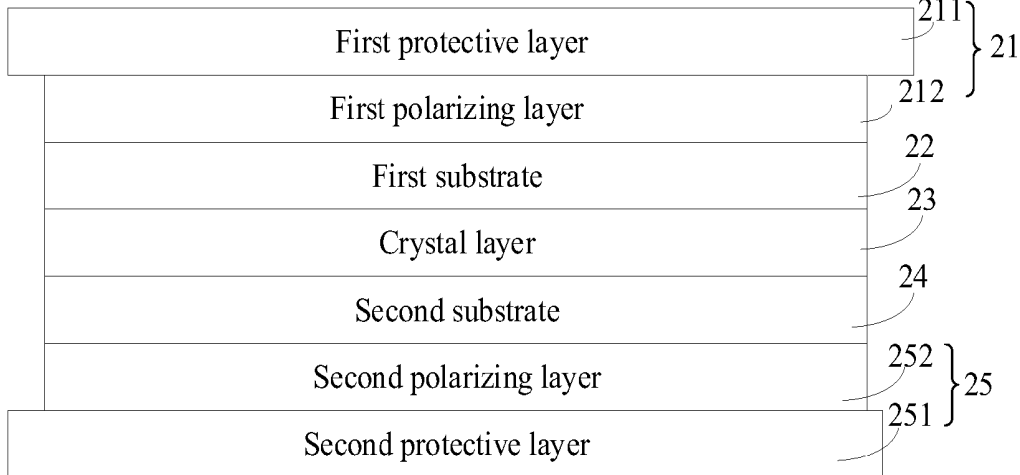 First protective layer 211
21
First polarizing layer 212
First substrate 22
Crystal layer 23
Second substrate 24
Second polarizing layer 252
25
Second protective layer 251